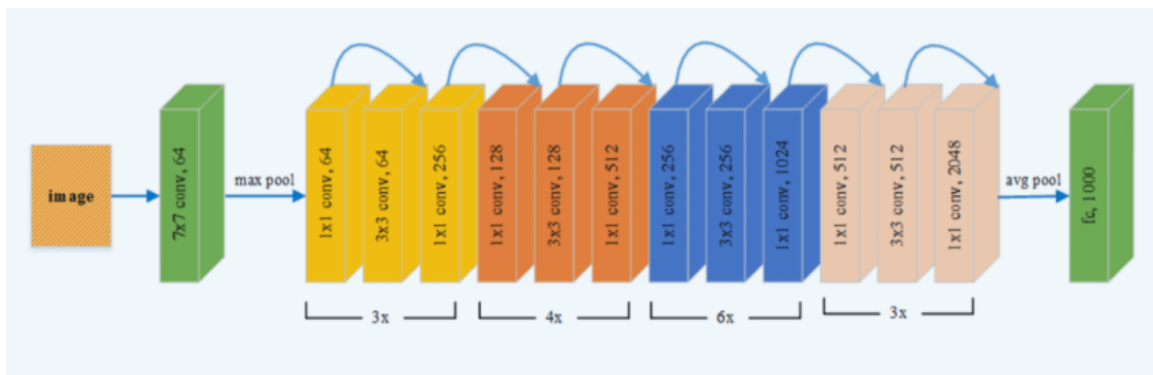 image
7x7 conv, 64
max pool
1x1 conv, 64
3x3 conv, 64
1x1 conv, 256
3x
1x1 conv, 128
3x3 conv, 128
1x1 conv, 512
4x
1x1 conv, 256
3x3 conv, 256
1x1 conv, 1024
6x
1x1 conv, 512
3x3 conv, 512
1x1 conv, 2048
3x
avg pool
fc, 1000